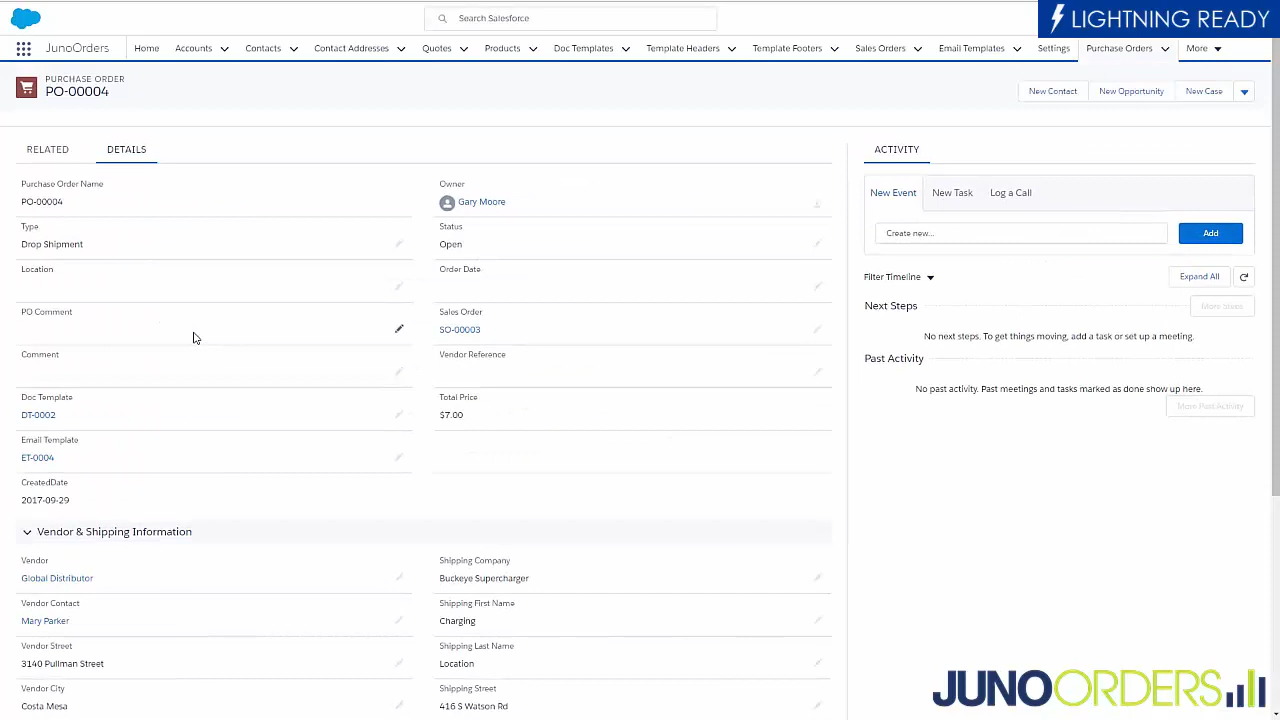 Search Salesforce
LIGHTNING READY
JunoOrders
Home
Accounts
Contacts
Contact Addresses
Quotes
Products
Doc Templates
Template Headers
Template Footers
Sales Orders
Email Templates
Settings
Purchase Orders
More
PURCHASE ORDER
PO-00004
New Contact
New Opportunity
New Case
RELATED
DETAILS
ACTIVITY
Purchase Order Name
PO-00004
Owner
Gary Moore
Type
Drop Shipment
Status
Open
Location
Order Date
PO Comment
Sales Order
SO-00003
Comment
Vendor Reference
Doc Template
DT-0002
Total Price
$7.00
Email Template
ET-0004
CreatedDate
2017-09-29
Vendor & Shipping Information
Vendor
Global Distributor
Shipping Company
Buckeye Supercharger
Vendor Contact
Mary Parker
Shipping First Name
Charging
Vendor Street
3140 Pullman Street
Shipping Last Name
Location
Vendor City
Costa Mesa
Shipping Street
416 S Watson Rd
New Event
New Task
Log a Call
Create new...
Add
Filter Timeline
Expand All
Next Steps
More Steps
No next steps. To get things moving, add a task or set up a meeting.
Past Activity
No past activity. Past meetings and tasks marked as done show up here.
More Past Activity
JUNOORDERS